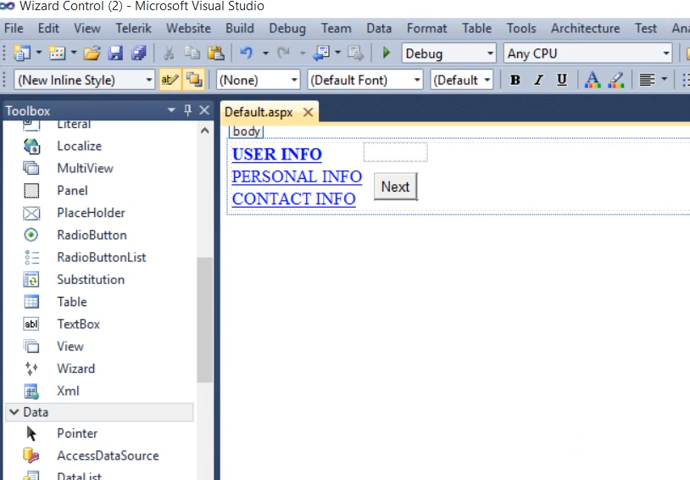 Wizard Control (2) - Microsoft Visual Studio
File Edit View Telerik Website Build Debug Team Data Format Table Tools Architecture Test
Debug Any CPU
(New Inline Style) (None) (Default Font) (Default B I U A
Toolbox
Default.aspx
body
Literal
Localize
MultiView
Panel
PlaceHolder
RadioButton
RadioButtonList
Substitution
Table
abl TextBox
View
Wizard
Xml
Data
Pointer
AccessDataSource
DataList
USER INFO
PERSONAL INFO
CONTACT INFO
Next